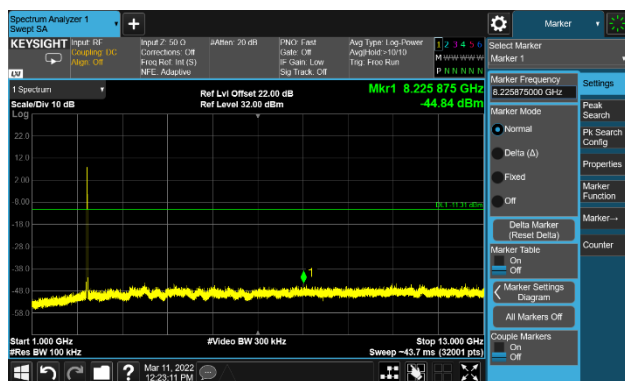 Spectrum Analyzer 1
Swept SA
Marker
KEYSIGHT
Input: RF
Coupling: DC
Align: Off
Input Z: 50 Ω
Corrections: Off
Freq Ref: Int (S)
NFE: Adaptive
#Atten: 20 dB
PNO: Fast
Gate: Off
IF Gain: Low
Sig Track: Off
Avg Type: Log-Power
Avg|Hold:>10/10
Trig: Free Run
1 2 3 4 5 6
M W W W W W
P N N N N N
Select Marker
Marker 1
1 Spectrum
Scale/Div 10 dB
Log
Ref Lvl Offset 22.00 dB
Ref Level 32.00 dBm
Mkr1 8.225 875 GHz
-44.84 dBm
22.0
12.0
2.00
-8.00
-18.0
-28.0
-38.0
-48.0
-58.0
DL1 -11.31 dBm
1
Start 1.000 GHz
#Res BW 100 kHz
#Video BW 300 kHz
Stop 13.000 GHz
Sweep ~43.7 ms (32001 pts)
Marker Frequency
8.225875000 GHz
Marker Mode
Normal
Delta (Δ)
Fixed
Off
Delta Marker
(Reset Delta)
Marker Table
On
Off
Marker Settings
Diagram
All Markers Off
Couple Markers
On
Off
Settings
Peak
Search
Pk Search
Config
Properties
Marker
Function
Marker→
Counter
?
Mar 11, 2022
12:23:11 PM